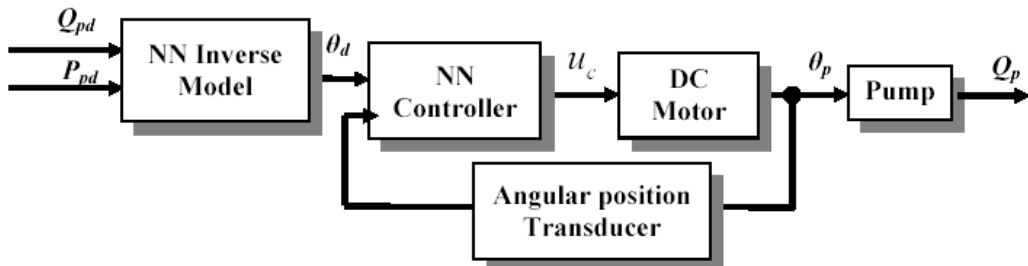 Q_pd
P_pd
NN Inverse
Model
θ_d
NN
Controller
u_c
DC
Motor
θ_p
Pump
Q_p
Angular position
Transducer